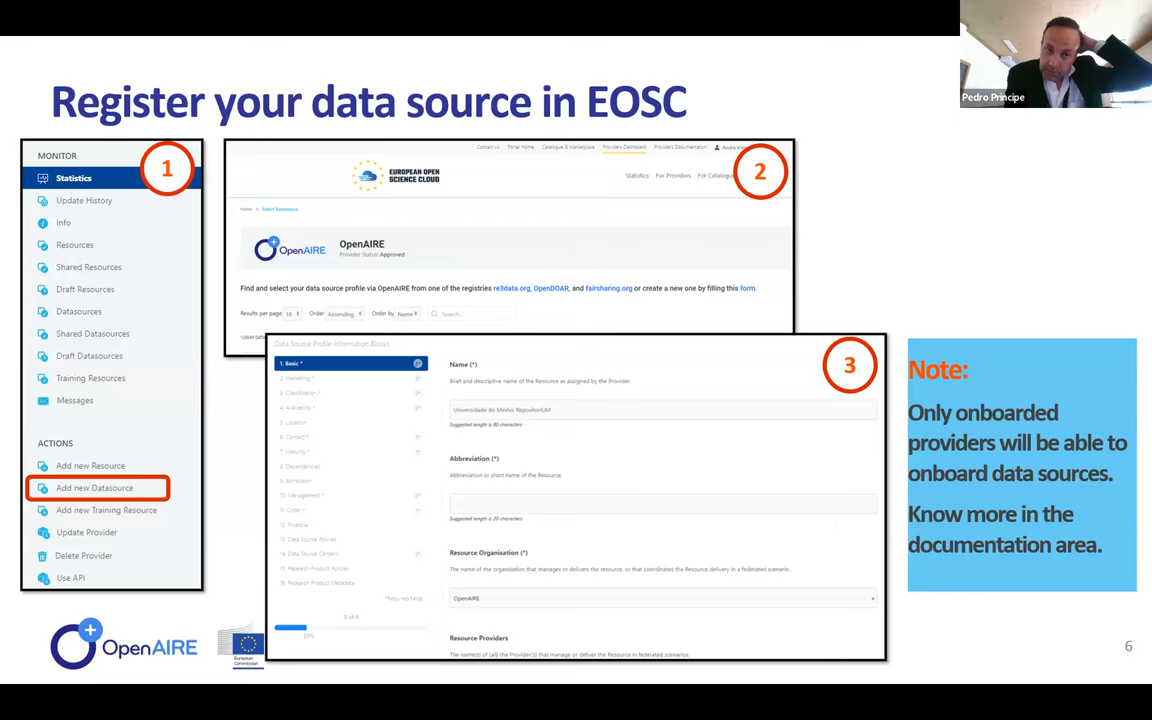 Pedro Principe
Register your data source in EOSC
MONITOR
Statistics
Update History
Info
Resources
Shared Resources
Draft Resources
Datasources
Shared Datasources
Draft Datasources
Training Resources
Messages
ACTIONS
Add new Resource
Add new Datasource
Add new Training Resource
Update Provider
Delete Provider
Use API
1
Contact Us Portal Home Catalogue & Marketplace Providers Dashboard Providers Documentation
EUROPEAN OPEN
SCIENCE CLOUD
Statistics For Providers For Catalogue
2
Home > Select Datasource
OpenAIRE
OpenAIRE
Provider Status: Approved
Find and select your data source profile via OpenAIRE from one of the registries re3data.org, OpenDOAR, and fairsharing.org or create a new one by filling this form.
Results per page 10 Order Ascending Order by Name Search...
Data Source Profile Information Blocks
1. Basic *
2. Marketing *
3. Classification *
4. Availability *
5. Location
6. Contact *
7. Maturity *
8. Dependencies
9. Attribution
10. Management *
11. Order *
12. Financial
13. Data Source Policies
14. Data Source Content
15. Research Product Policies
16. Research Product Metadata
*Required fields
3
Name (*)
Brief and descriptive name of the Resource as assigned by the Provider.
Universidade do Minho: RepositoriUM
Suggested length ≤ 80 characters
Abbreviation (*)
Abbreviation or short name of the Resource.
Suggested length ≤ 20 characters
Resource Organisation (*)
The name of the organisation that manages or delivers the resource, or that coordinates the Resource delivery in a federated scenario.
OpenAIRE
Resource Providers
The name(s) of (all) the Provider(s) that manage or deliver the Resource in federated scenarios.
Note:
Only onboarded
providers will be able to
onboard data sources.
Know more in the
documentation area.
OpenAIRE
European
Commission
6